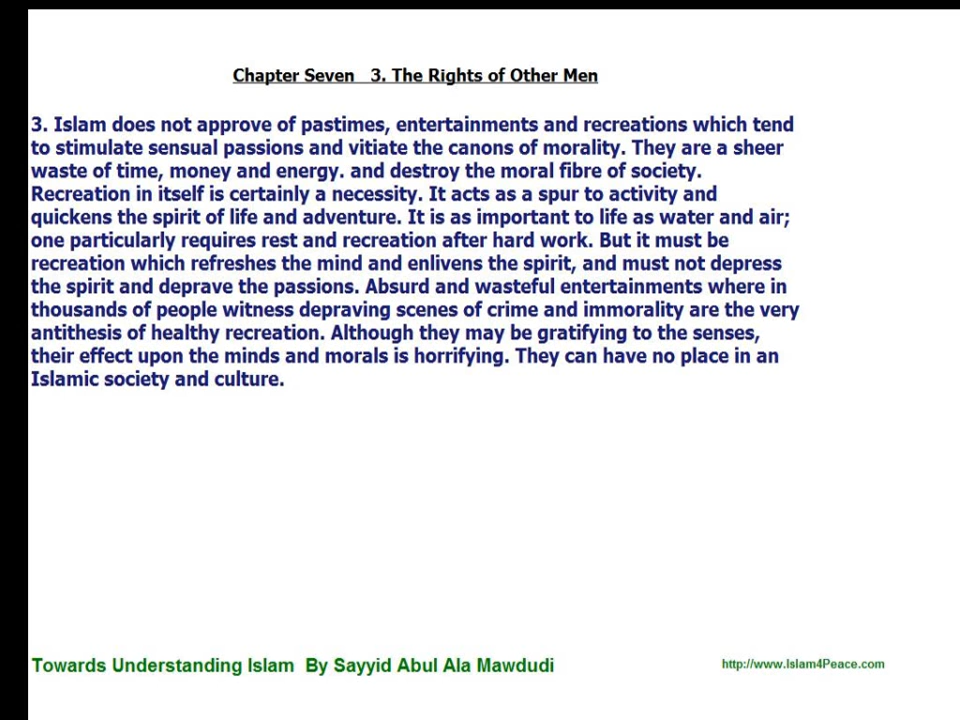 Chapter Seven   3. The Rights of Other Men
3. Islam does not approve of pastimes, entertainments and recreations which tend
to stimulate sensual passions and vitiate the canons of morality. They are a sheer
waste of time, money and energy. and destroy the moral fibre of society.
Recreation in itself is certainly a necessity. It acts as a spur to activity and
quickens the spirit of life and adventure. It is as important to life as water and air;
one particularly requires rest and recreation after hard work. But it must be
recreation which refreshes the mind and enlivens the spirit, and must not depress
the spirit and deprave the passions. Absurd and wasteful entertainments where in
thousands of people witness depraving scenes of crime and immorality are the very
antithesis of healthy recreation. Although they may be gratifying to the senses,
their effect upon the minds and morals is horrifying. They can have no place in an
Islamic society and culture.
Towards Understanding Islam  By Sayyid Abul Ala Mawdudi
http://www.Islam4Peace.com